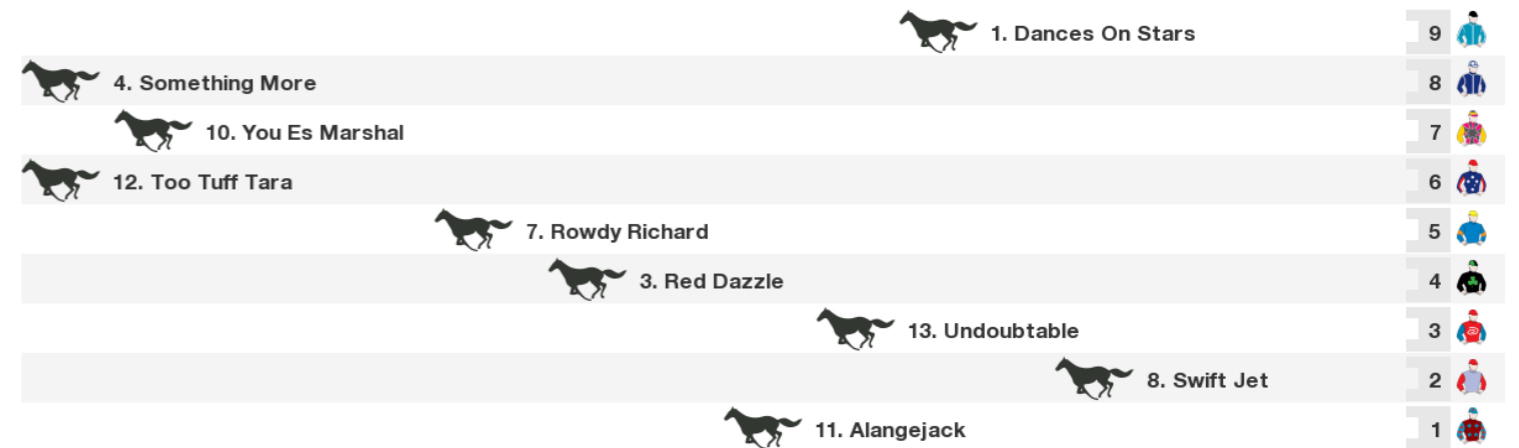 1. Dances On Stars 9
4. Something More 8
10. You Es Marshal 7
12. Too Tuff Tara 6
7. Rowdy Richard 5
3. Red Dazzle 4
13. Undoubtable 3
8. Swift Jet 2
11. Alangejack 1